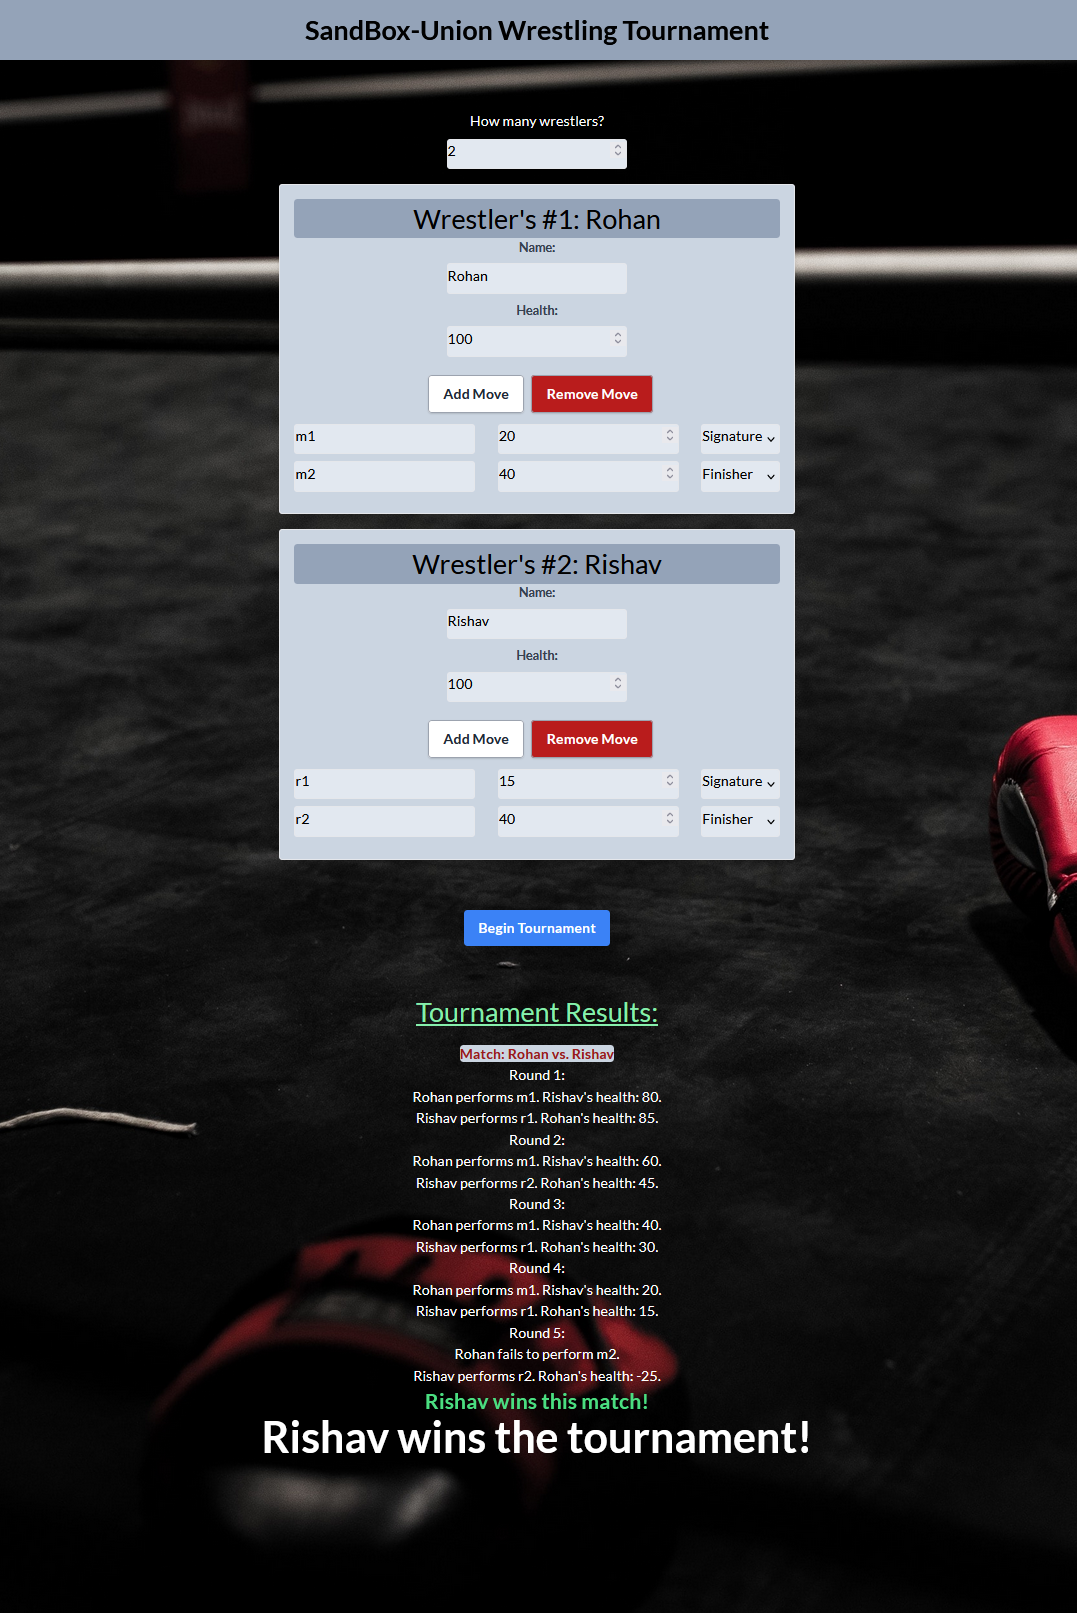 SandBox-Union Wrestling Tournament
How many wrestlers?
2
Wrestler's #1: Rohan
Name:
Rohan
Health:
100
Add Move Remove Move
m1 20 Signature
m2 40 Finisher
Wrestler's #2: Rishav
Name:
Rishav
Health:
100
Add Move Remove Move
r1 15 Signature
r2 40 Finisher
Begin Tournament
Tournament Results:
Match: Rohan vs. Rishav
Round 1:
Rohan performs m1. Rishav's health: 80.
Rishav performs r1. Rohan's health: 85.
Round 2:
Rohan performs m1. Rishav's health: 60.
Rishav performs r2. Rohan's health: 45.
Round 3:
Rohan performs m1. Rishav's health: 40.
Rishav performs r1. Rohan's health: 30.
Round 4:
Rohan performs m1. Rishav's health: 20.
Rishav performs r1. Rohan's health: 15.
Round 5:
Rohan fails to perform m2.
Rishav performs r2. Rohan's health: -25.
Rishav wins this match!
Rishav wins the tournament!